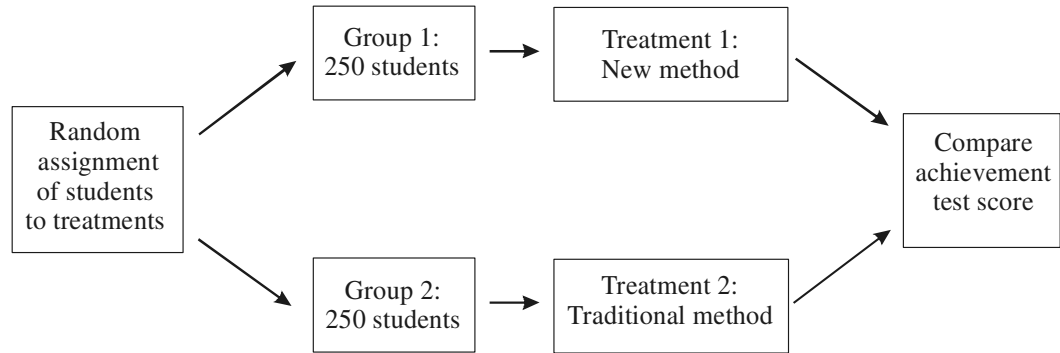 Random
assignment
of students
to treatments
Group 1:
250 students
Treatment 1:
New method
Group 2:
250 students
Treatment 2:
Traditional method
Compare
achievement
test score